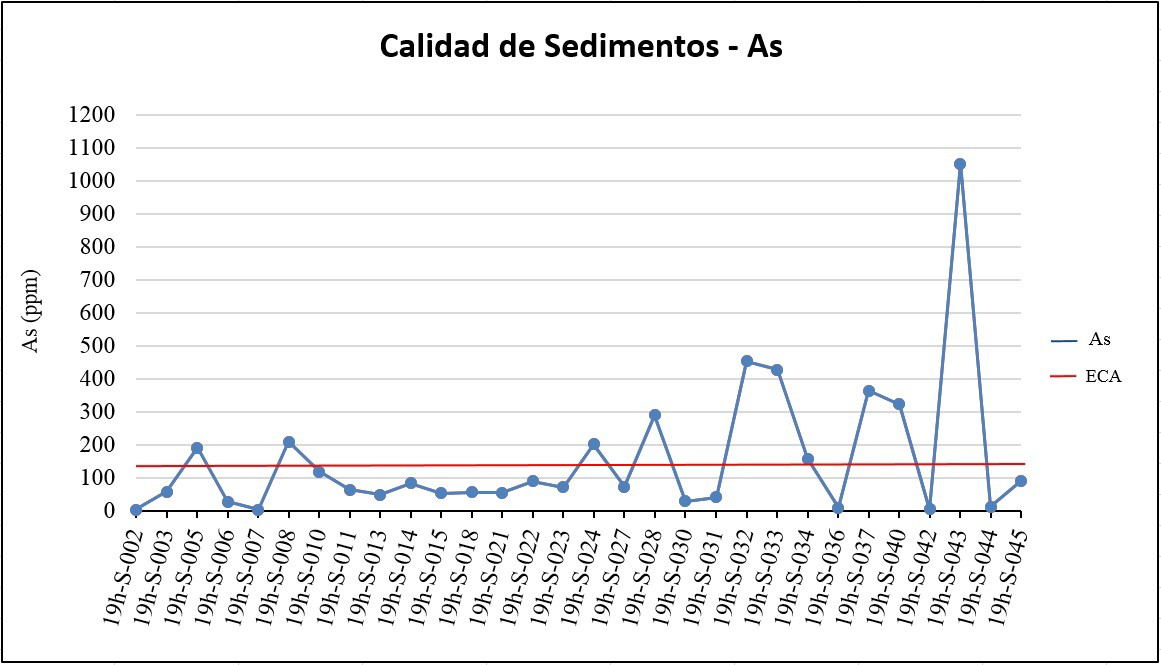 Calidad de Sedimentos - As
1200
1100
1000
900
800
700
600
500
400
300
200
100
0
As (ppm)
As
ECA
19h-S-002
19h-S-003
19h-S-005
19h-S-006
19h-S-007
19h-S-008
19h-S-010
19h-S-011
19h-S-013
19h-S-014
19h-S-015
19h-S-018
19h-S-021
19h-S-022
19h-S-023
19h-S-024
19h-S-027
19h-S-028
19h-S-030
19h-S-031
19h-S-032
19h-S-033
19h-S-034
19h-S-036
19h-S-037
19h-S-040
19h-S-042
19h-S-043
19h-S-044
19h-S-045